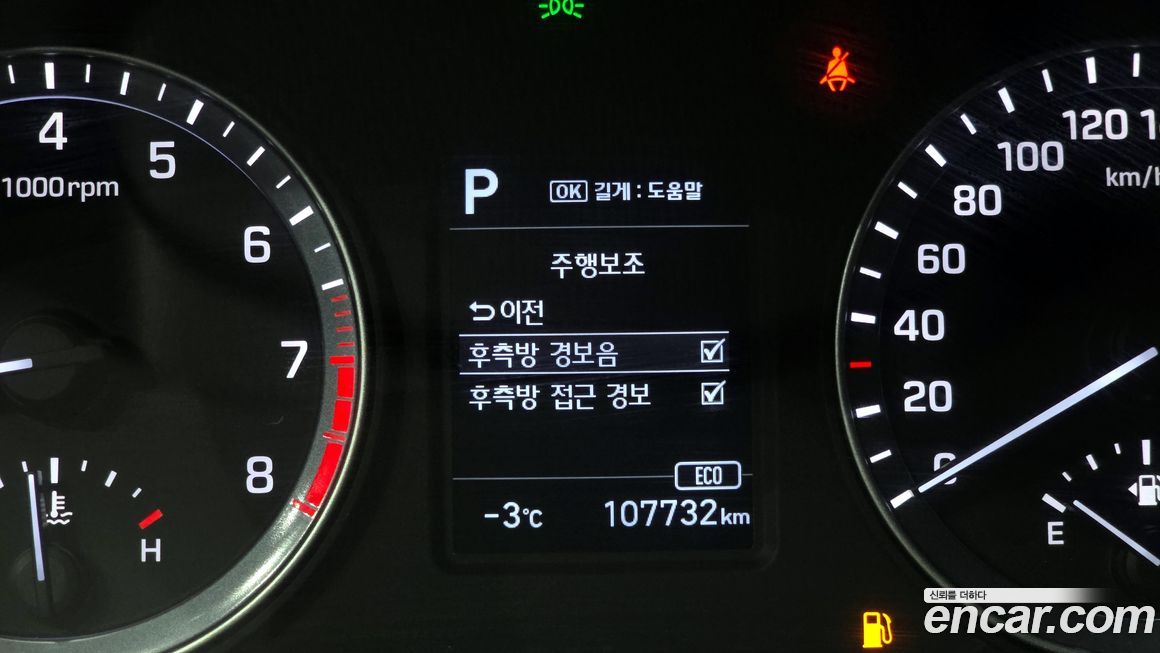 4
5
6
7
8
1000rpm
H
P
OK 길게 : 도움말
주행보조
이전
후측방 경보음
후측방 접근 경보
ECO
-3℃
107732 km
120
100
80
60
40
20
0
km/h
E
신뢰를 더하다
encar.com